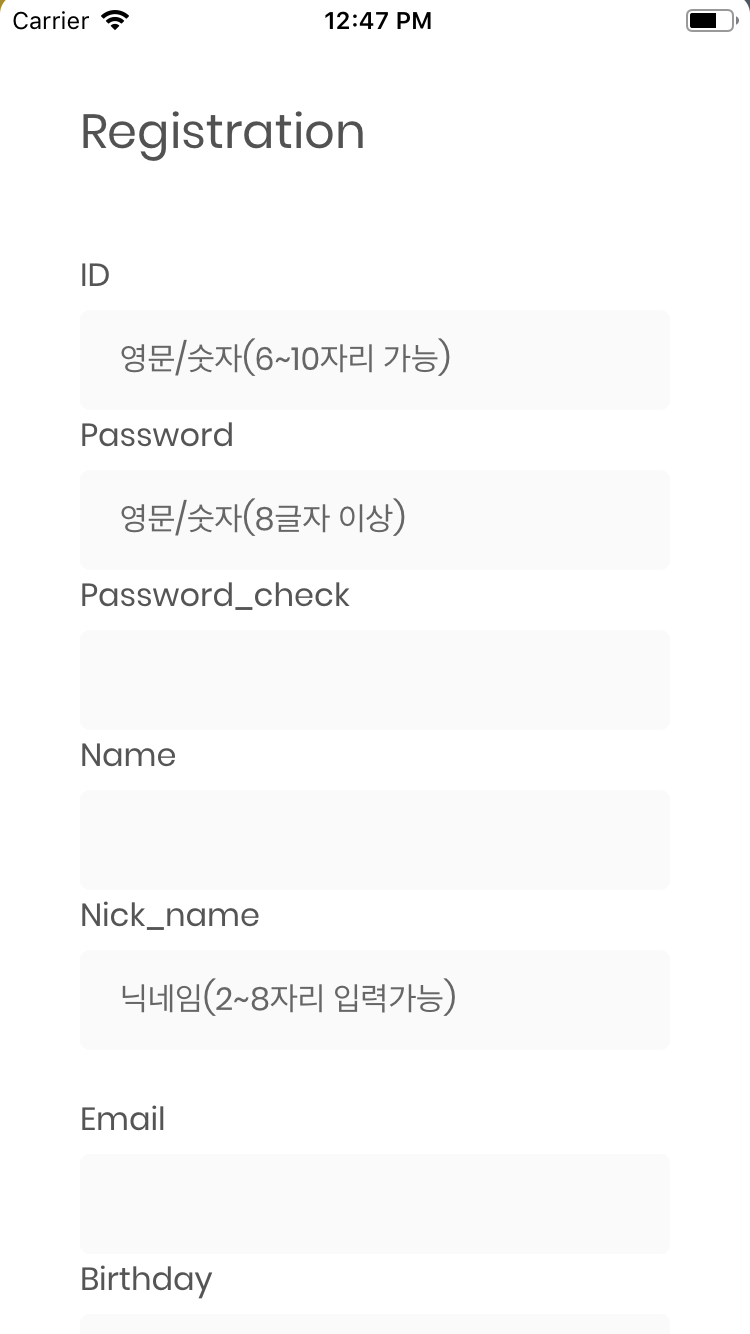 Carrier 12:47 PM
Registration
ID
영문/숫자(6~10자리 가능)
Password
영문/숫자(8글자 이상)
Password_check
Name
Nick_name
닉네임(2~8자리 입력가능)
Email
Birthday